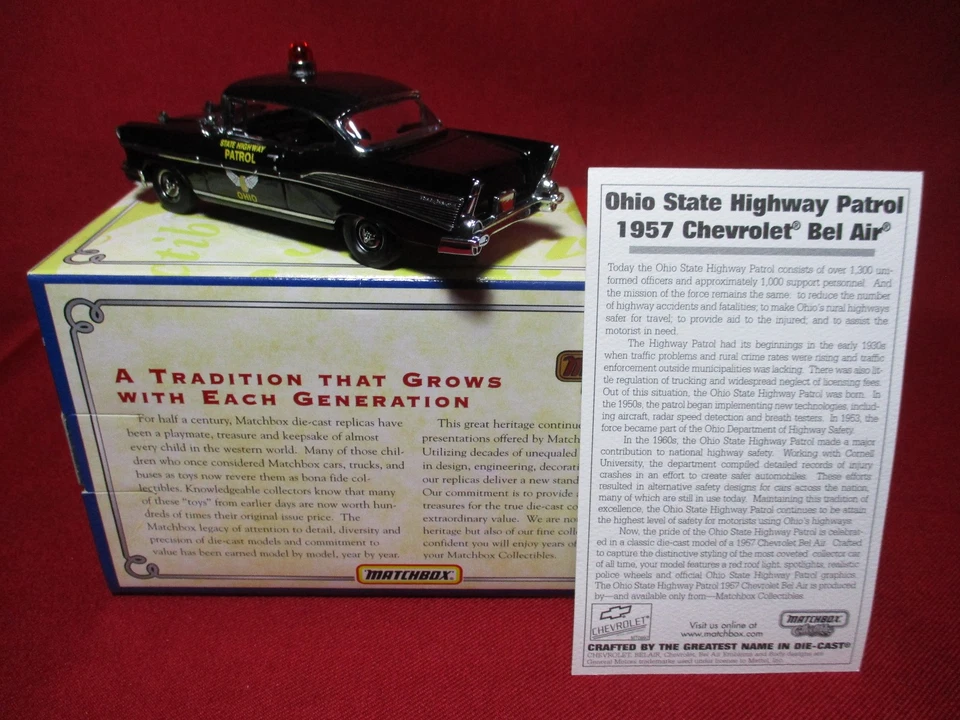 STATE HIGHWAY
PATROL
OHIO
ctib
A TRADITION THAT GROWS
WITH EACH GENERATION
For half a century, Matchbox die-cast replicas have
been a playmate, treasure and keepsake of almost
every child in the western world. Many of those chil-
dren who once considered Matchbox cars, trucks, and
buses as toys now revere them as bona fide col-
lectibles. Knowledgeable collectors know that many
of these "toys" from earlier days are now worth hun-
dreds of times their original issue price. The
Matchbox legacy of attention to detail, diversity and
precision of die-cast models and commitment to
value has been earned model by model, year by year.
This great heritage continue
presentations offered by Match
Utilizing decades of unequaled
in design, engineering, decorati
our replicas deliver a new stand
Our commitment is to provide
treasures for the true die-cast co
extraordinary value. We are no
heritage but also of our fine coll
confident you will enjoy years o
your Matchbox Collectibles.
MATCHBOX
Ohio State Highway Patrol
1957 Chevrolet® Bel Air®
Today the Ohio State Highway Patrol consists of over 1,300 uni-
formed officers and approximately 1,000 support personnel. And
the mission of the force remains the same: to reduce the number
of highway accidents and fatalities; to make Ohio's rural highways
safer for travel; to provide aid to the injured; and to assist the
motorist in need.
The Highway Patrol had its beginnings in the early 1930s
when traffic problems and rural crime rates were rising and traffic
enforcement outside municipalities was lacking. There was also lit-
tle regulation of trucking and widespread neglect of licensing fees.
Out of this situation, the Ohio State Highway Patrol was born. In
the 1950s, the patrol began implementing new technologies, includ-
ing aircraft, radar speed detection and breath testers. In 1953, the
force became part of the Ohio Department of Highway Safety.
In the 1960s, the Ohio State Highway Patrol made a major
contribution to national highway safety. Working with Cornell
University, the department compiled detailed records of injury
crashes in an effort to create safer automobiles. These efforts
resulted in alternative safety designs for cars across the nation,
many of which are still in use today. Maintaining this tradition of
excellence, the Ohio State Highway Patrol continues to be attain
the highest level of safety for motorists using Ohio's highways.
Now, the pride of the Ohio State Highway Patrol is celebrat-
ed in a classic die-cast model of a 1957 Chevrolet Bel Air. Crafted
to capture the distinctive styling of the most coveted collector car
of all time, your model features a red roof light, spotlights, realistic
police wheels and official Ohio State Highway Patrol graphics.
The Ohio State Highway Patrol 1957 Chevrolet Bel Air is produced
by—and available only from—Matchbox Collectibles.
CHEVROLET
Visit us online at
www.matchbox.com
MATCHBOX
CRAFTED BY THE GREATEST NAME IN DIE-CAST®
CHEVROLET, BELAIR, Chevrolet, Bel Air Emblems and Body Designs are
General Motors trademarks used under license to Mattel, Inc.